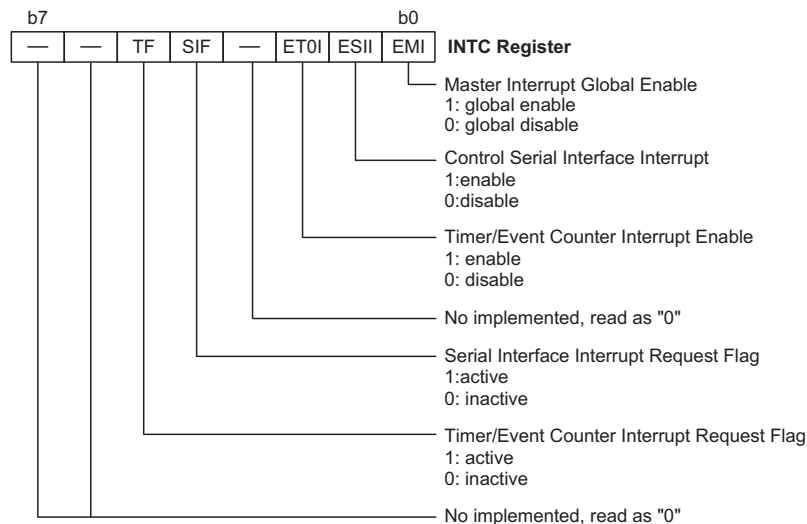 b7 b0
— — TF SIF — ET0I ESII EMI INTC Register
Master Interrupt Global Enable
1: global enable
0: global disable
Control Serial Interface Interrupt
1:enable
0:disable
Timer/Event Counter Interrupt Enable
1: enable
0: disable
No implemented, read as "0"
Serial Interface Interrupt Request Flag
1:active
0: inactive
Timer/Event Counter Interrupt Request Flag
1: active
0: inactive
No implemented, read as "0"